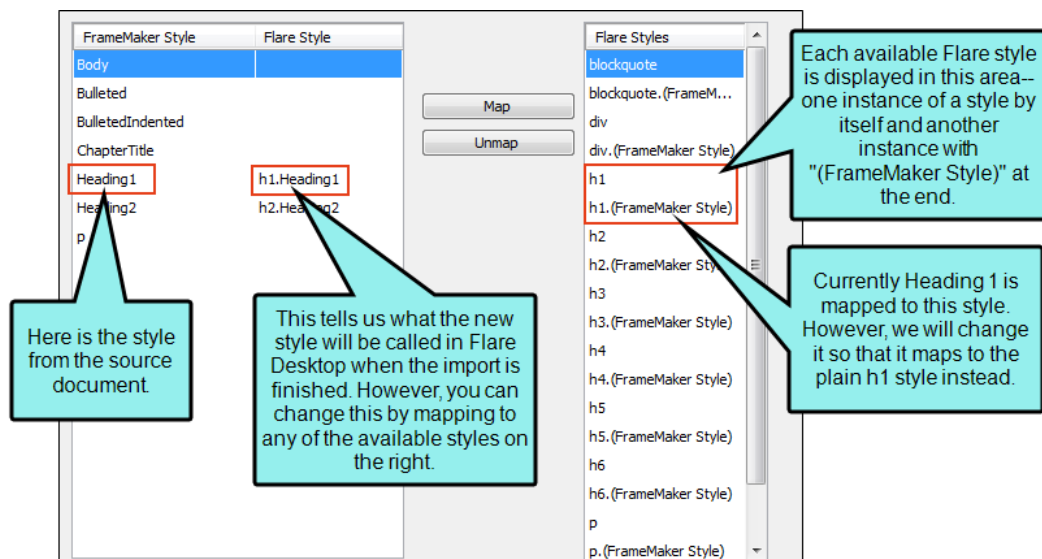 FrameMaker Style
Flare Style
Body
Bulleted
BulletedIndented
ChapterTitle
Heading1
h1.Heading1
Heading2
h2.Heading2
p
Map
Unmap
Flare Styles
blockquote
blockquote.(FrameM...
div
div.(FrameMaker Style)
h1
h1.(FrameMaker Style)
h2
h2.(FrameMaker Sty
h3
h3.(FrameMaker Style)
h4
h4.(FrameMaker Style)
h5
h5.(FrameMaker Style)
h6
h6.(FrameMaker Style)
p
p.(FrameMaker Style)
Here is the style
from the source
document.
This tells us what the new
style will be called in Flare
Desktop when the import is
finished. However, you can
change this by mapping to
any of the available styles on
the right.
Each available Flare style
is displayed in this area--
one instance of a style by
itself and another
instance with
"(FrameMaker Style)" at
the end.
Currently Heading 1 is
mapped to this style.
However, we will change
it so that it maps to the
plain h1 style instead.